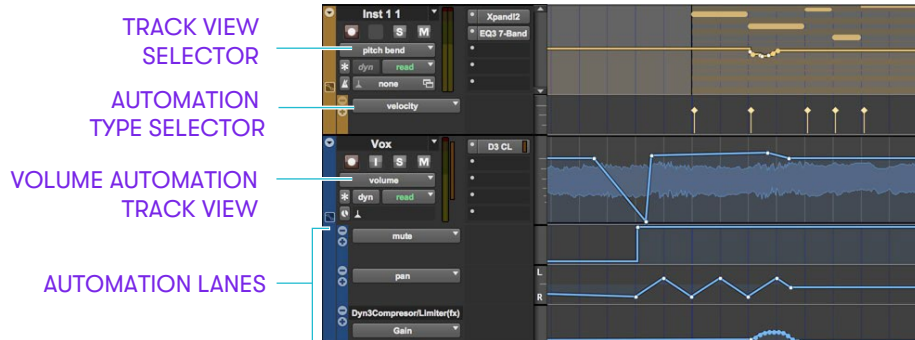 TRACK VIEW
SELECTOR
AUTOMATION
TYPE SELECTOR
VOLUME AUTOMATION
TRACK VIEW
AUTOMATION LANES
Inst 1 1
S M
pitch bend
dyn read
none
velocity
Xpand!2
EQ3 7-Band
Vox
I S M
volume
dyn read
mute
pan
Dyn3Compresor/Limiter(fx)
Gain
D3 CL
L
R